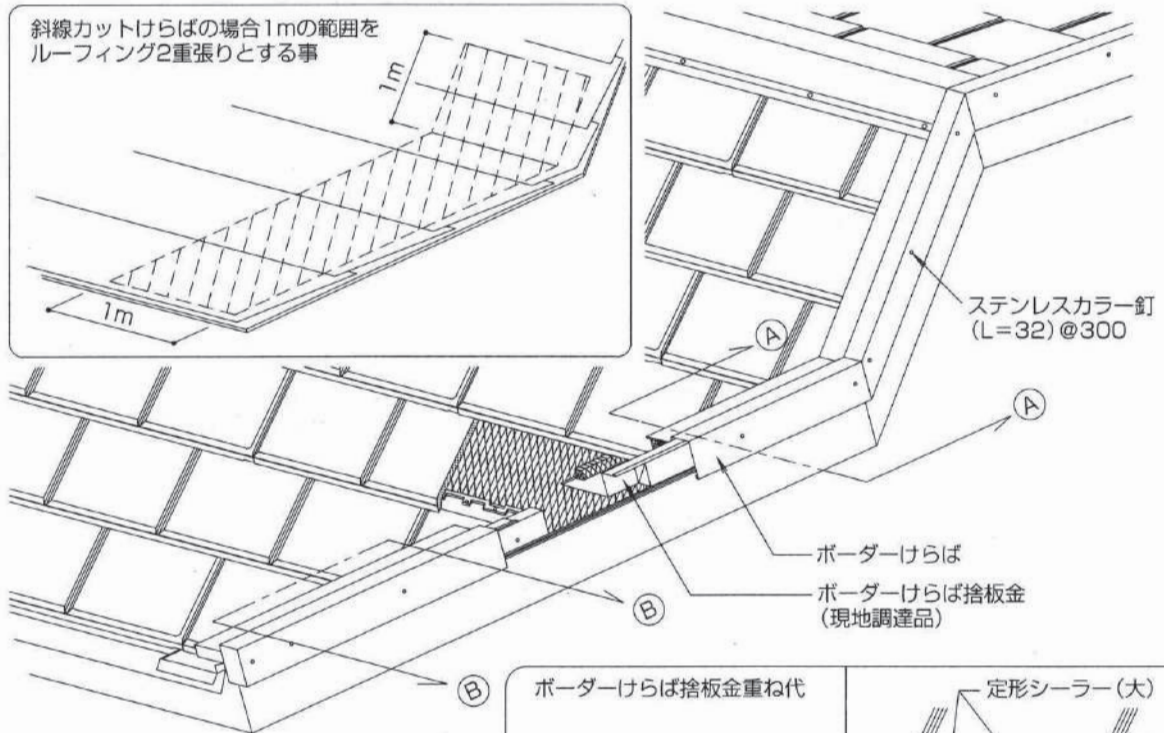 斜線カットけらばの場合1mの範囲を
ルーフィング2重張りとする事
1m
1m
ステンレスカラー釘
(L=32)@300
A
A
ボーダーけらば
ボーダーけらば捨板金
(現地調達品)
B
B
ボーダーけらば捨板金重ね代
定形シーラー(大)